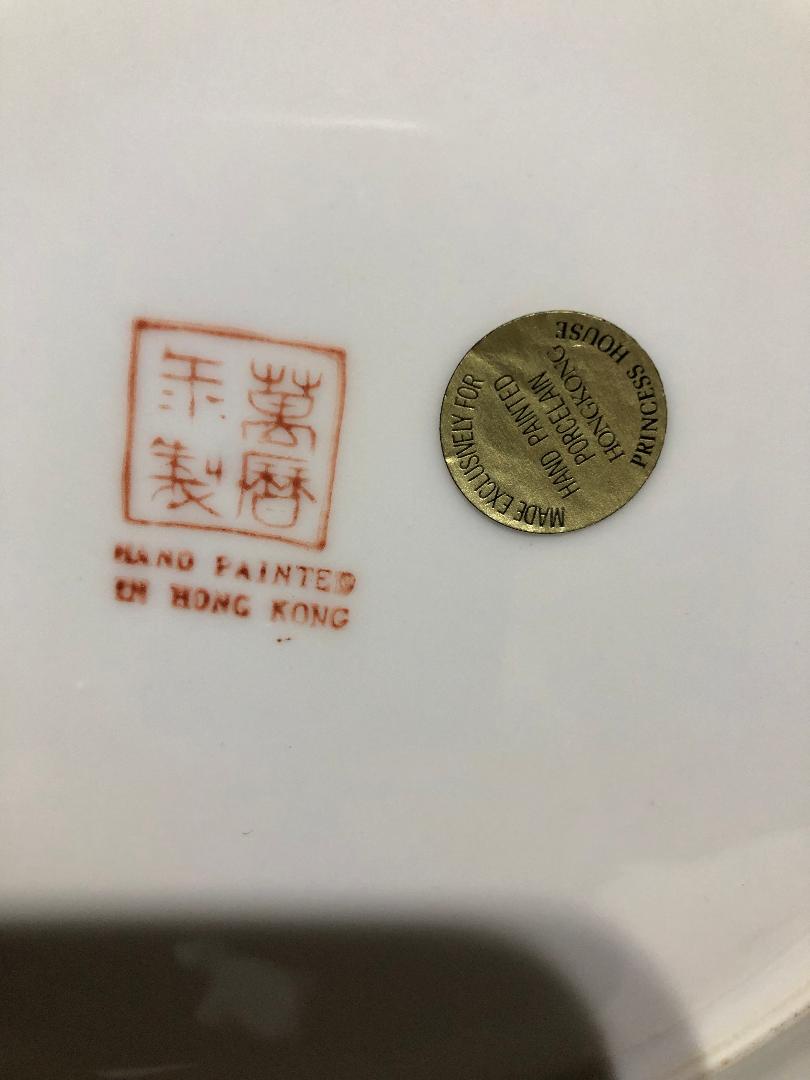 萬曆
年製
HAND PAINTED
IN HONG KONG
MADE EXCLUSIVELY FOR
HAND PAINTED
PORCELAIN
HONGKONG
PRINCESS HOUSE